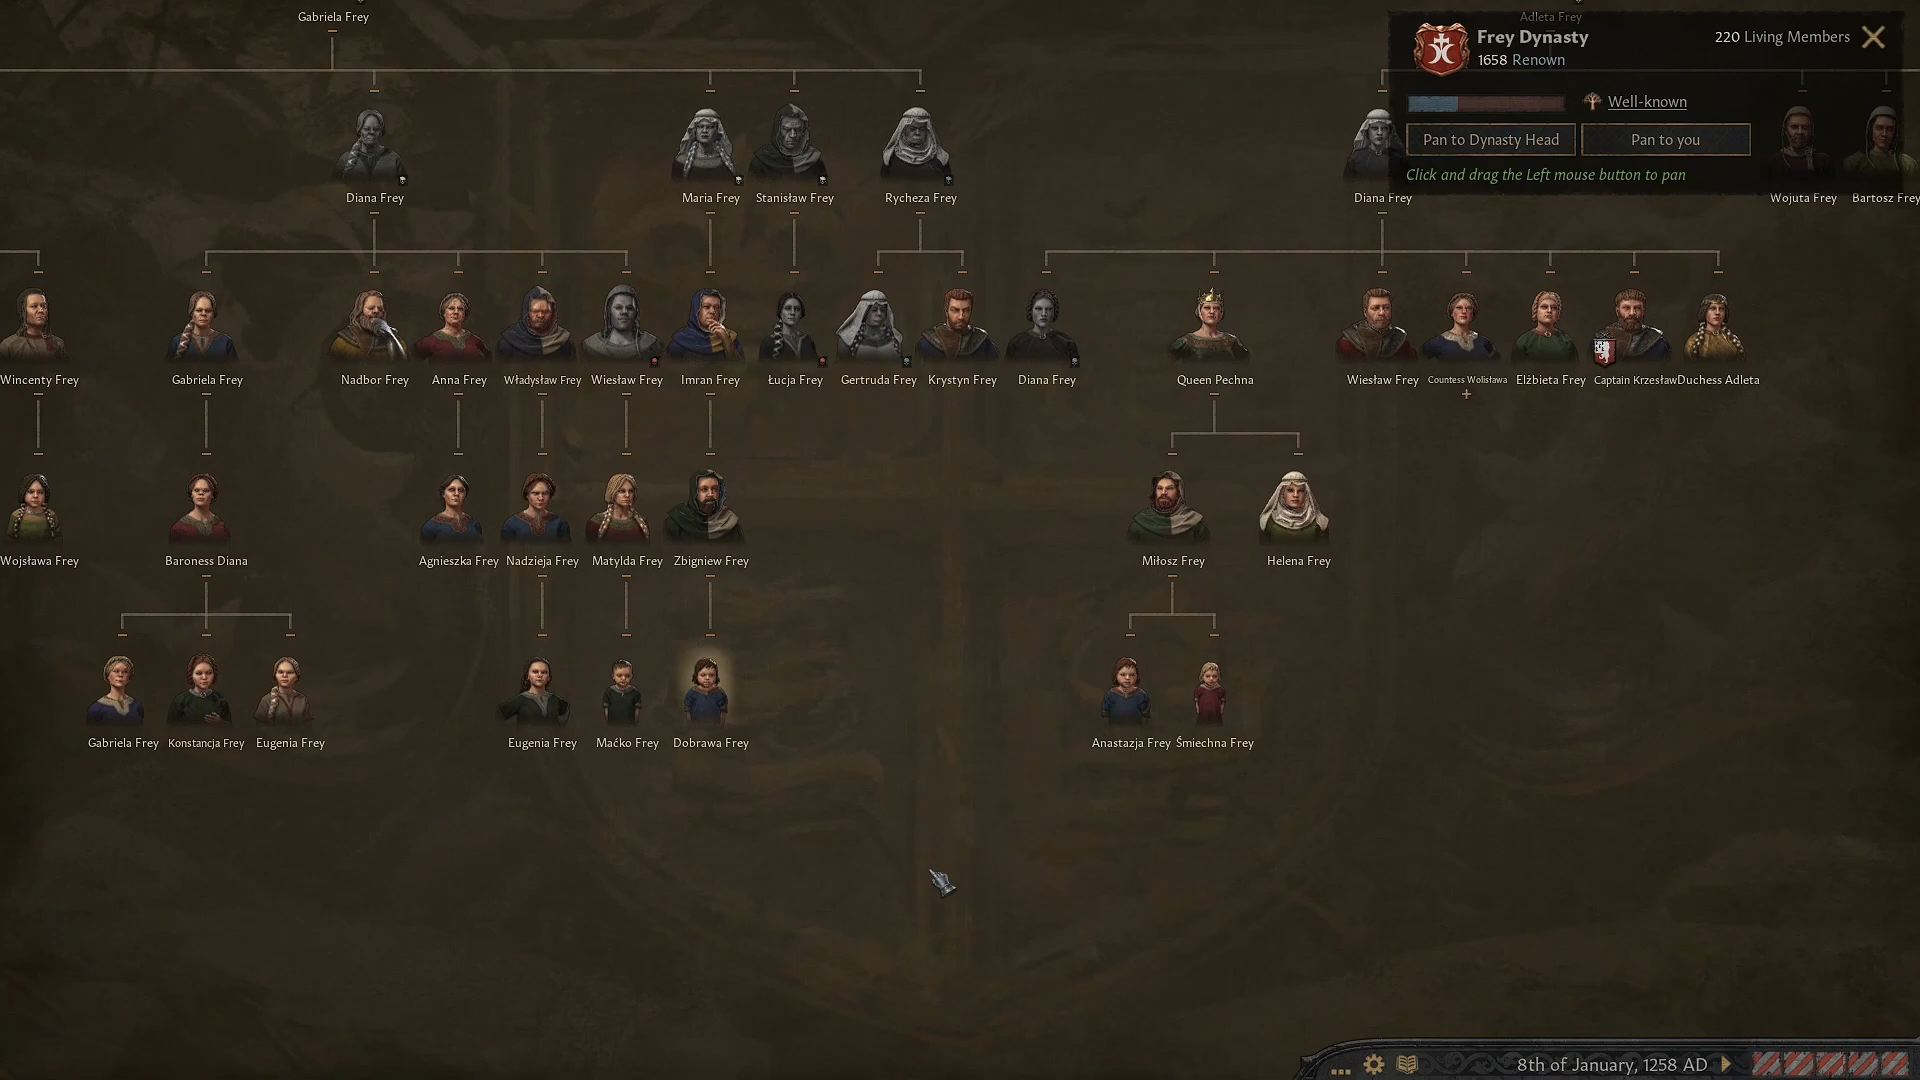 Gabriela Frey
Adleta Frey
Frey Dynasty
1658 Renown
220 Living Members
Well-known
Pan to Dynasty Head
Pan to you
Click and drag the Left mouse button to pan
Diana Frey
Maria Frey
Stanisław Frey
Rycheza Frey
Diana Frey
Wojuta Frey
Bartosz Frey
Wincenty Frey
Gabriela Frey
Nadbor Frey
Anna Frey
Władysław Frey
Wiesław Frey
Imran Frey
Łucja Frey
Gertruda Frey
Krystyn Frey
Diana Frey
Queen Pechna
Wiesław Frey
Countess Wolisława
Elżbieta Frey
Captain Krzesław
Duchess Adleta
Wojsława Frey
Baroness Diana
Agnieszka Frey
Nadzieja Frey
Matylda Frey
Zbigniew Frey
Miłosz Frey
Helena Frey
Gabriela Frey
Konstancja Frey
Eugenia Frey
Eugenia Frey
Maćko Frey
Dobrawa Frey
Anastazja Frey
Śmiechna Frey
8th of January, 1258 AD